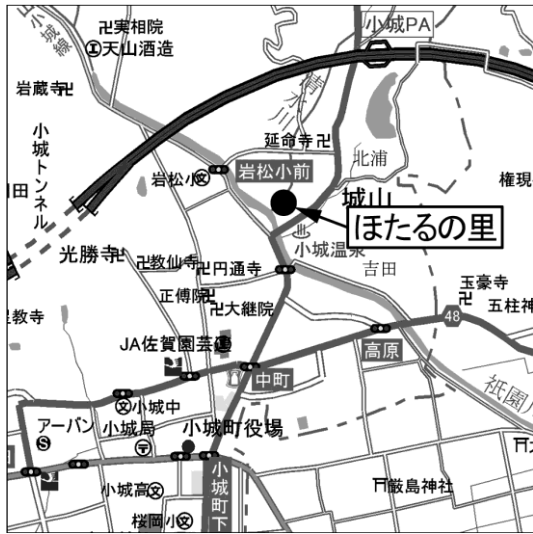 小城線
卍実相院
天山酒造
小城PA
清水川
岩蔵寺卍
延命寺卍
北浦
小城トンネル
岩松小前
岩松小
城山
権現
田
ほたるの里
光勝寺卍
卍教仙寺
卍円通寺
小城温泉
吉田
正傅院卍
卍大継院
玉豪寺
卍
五柱神
星教寺
48
JA佐賀園芸
高原
中町
祇園川
小城中
アーバン
小城局
小城町役場
小城町下
小城高
桜岡小
厳島神社